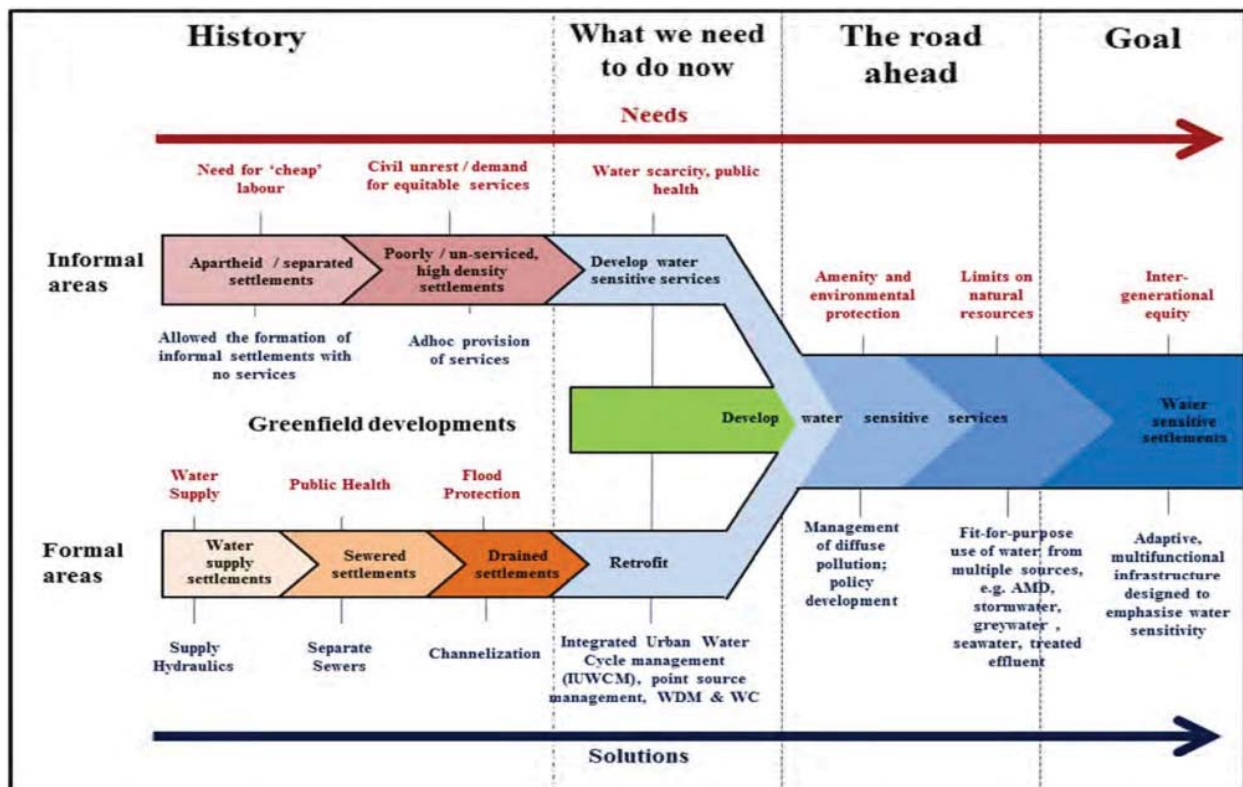 History
What we need
to do now
The road
ahead
Goal
Needs
Need for ‘cheap’
labour
Civil unrest / demand
for equitable services
Water scarcity, public
health
Informal
areas
Apartheid / separated
settlements
Poorly / un-serviced,
high density
settlements
Develop water
sensitive services
Allowed the formation of
informal settlements with
no services
Adhoc provision
of services
Amenity and
environmental
protection
Limits on
natural
resources
Inter-
generational
equity
Greenfield developments
Develop water sensitive services
Water
sensitive
settlements
Water
Supply
Public Health
Flood
Protection
Formal
areas
Water
supply
settlements
Sewered
settlements
Drained
settlements
Retrofit
Supply
Hydraulics
Separate
Sewers
Channelization
Integrated Urban Water
Cycle management
(IUWCM), point source
management, WDM & WC
Management
of diffuse
pollution;
policy
development
Fit-for-purpose
use of water from
multiple sources,
e.g. AMD,
stormwater,
greywater ,
seawater, treated
effluent
Adaptive,
multifunctional
infrastructure
designed to
emphasise water
sensitivity
Solutions